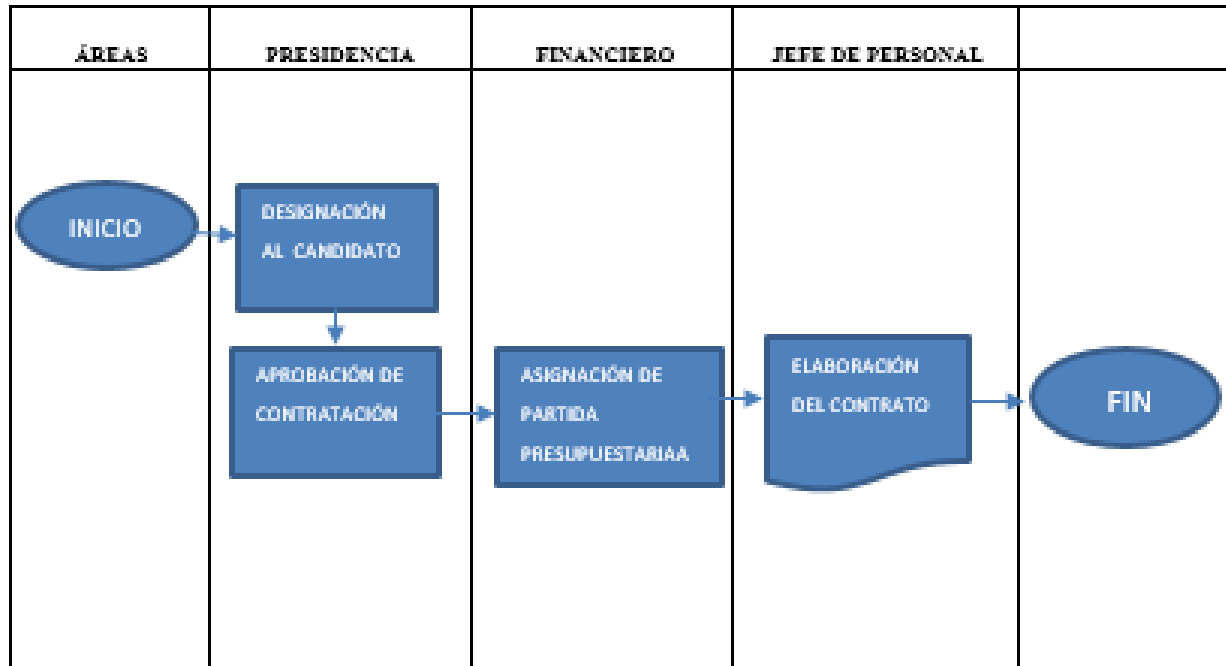 ÁREAS
PRESIDENCIA
FINANCIERO
JEFE DE PERSONAL
INICIO
DESIGNACIÓN
AL CANDIDATO
APROBACIÓN DE
CONTRATACIÓN
ASIGNACIÓN DE
PARTIDA
PRESUPUESTARIAA
ELABORACIÓN
DEL CONTRATO
FIN